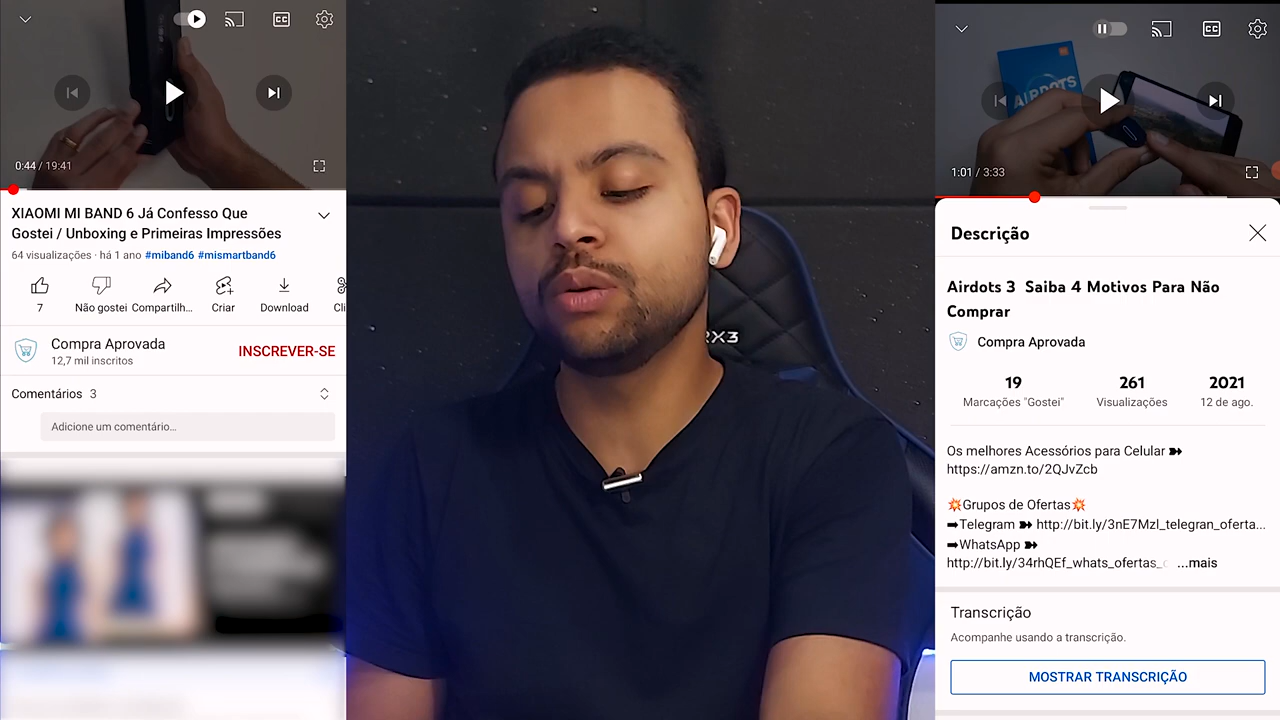 0:44 / 19:41
XIAOMI MI BAND 6 Já Confesso Que
Gostei / Unboxing e Primeiras Impressões
64 visualizações · há 1 ano #miband6 #mismartband6
7
Não gostei
Compartilh...
Criar
Download
Cli
Compra Aprovada
12,7 mil inscritos
INSCREVER-SE
Comentários 3
Adicione um comentário...
RX3
CC
CC
AIRDOTS
1:01 / 3:33
Descrição
Airdots 3 Saiba 4 Motivos Para Não
Comprar
Compra Aprovada
19
Marcações "Gostei"
261
Visualizações
2021
12 de ago.
Os melhores Acessórios para Celular ➽
https://amzn.to/2QJvZcb
💥Grupos de Ofertas💥
➡Telegram ➽ http://bit.ly/3nE7Mzl_telegran_oferta...
➡WhatsApp ➽
http://bit.ly/34rhQEf_whats_ofertas_ ...mais
Transcrição
Acompanhe usando a transcrição.
MOSTRAR TRANSCRIÇÃO